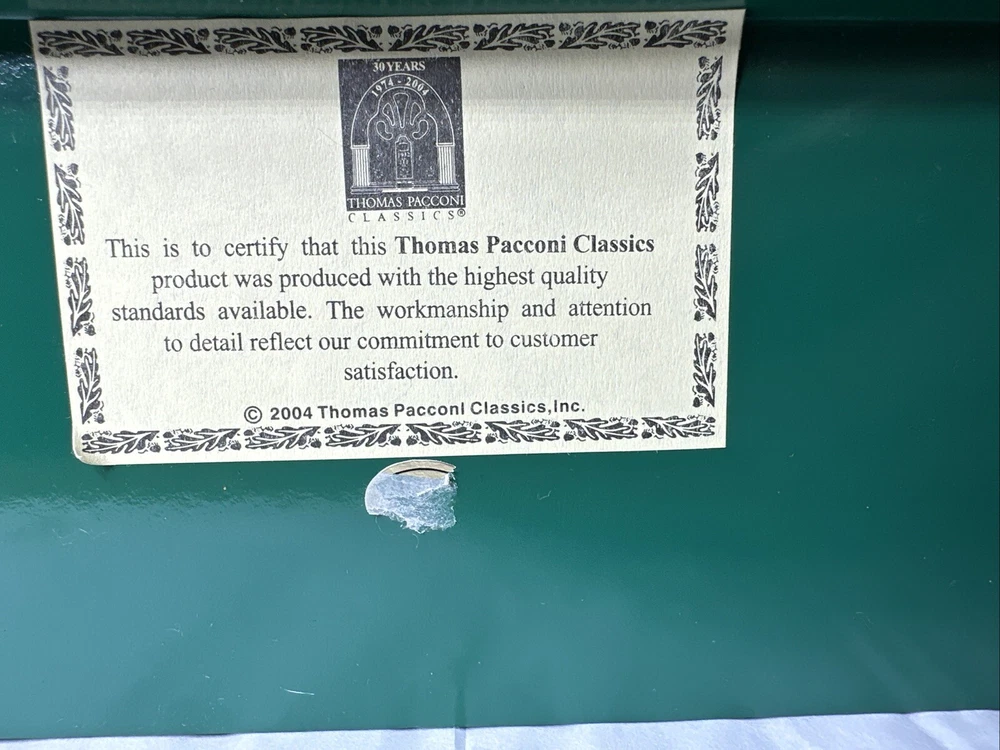 30 YEARS
1974 - 2004
THOMAS PACCONI
CLASSICS®
This is to certify that this Thomas Pacconi Classics
product was produced with the highest quality
standards available. The workmanship and attention
to detail reflect our commitment to customer
satisfaction.
© 2004 Thomas Pacconi Classics,Inc.